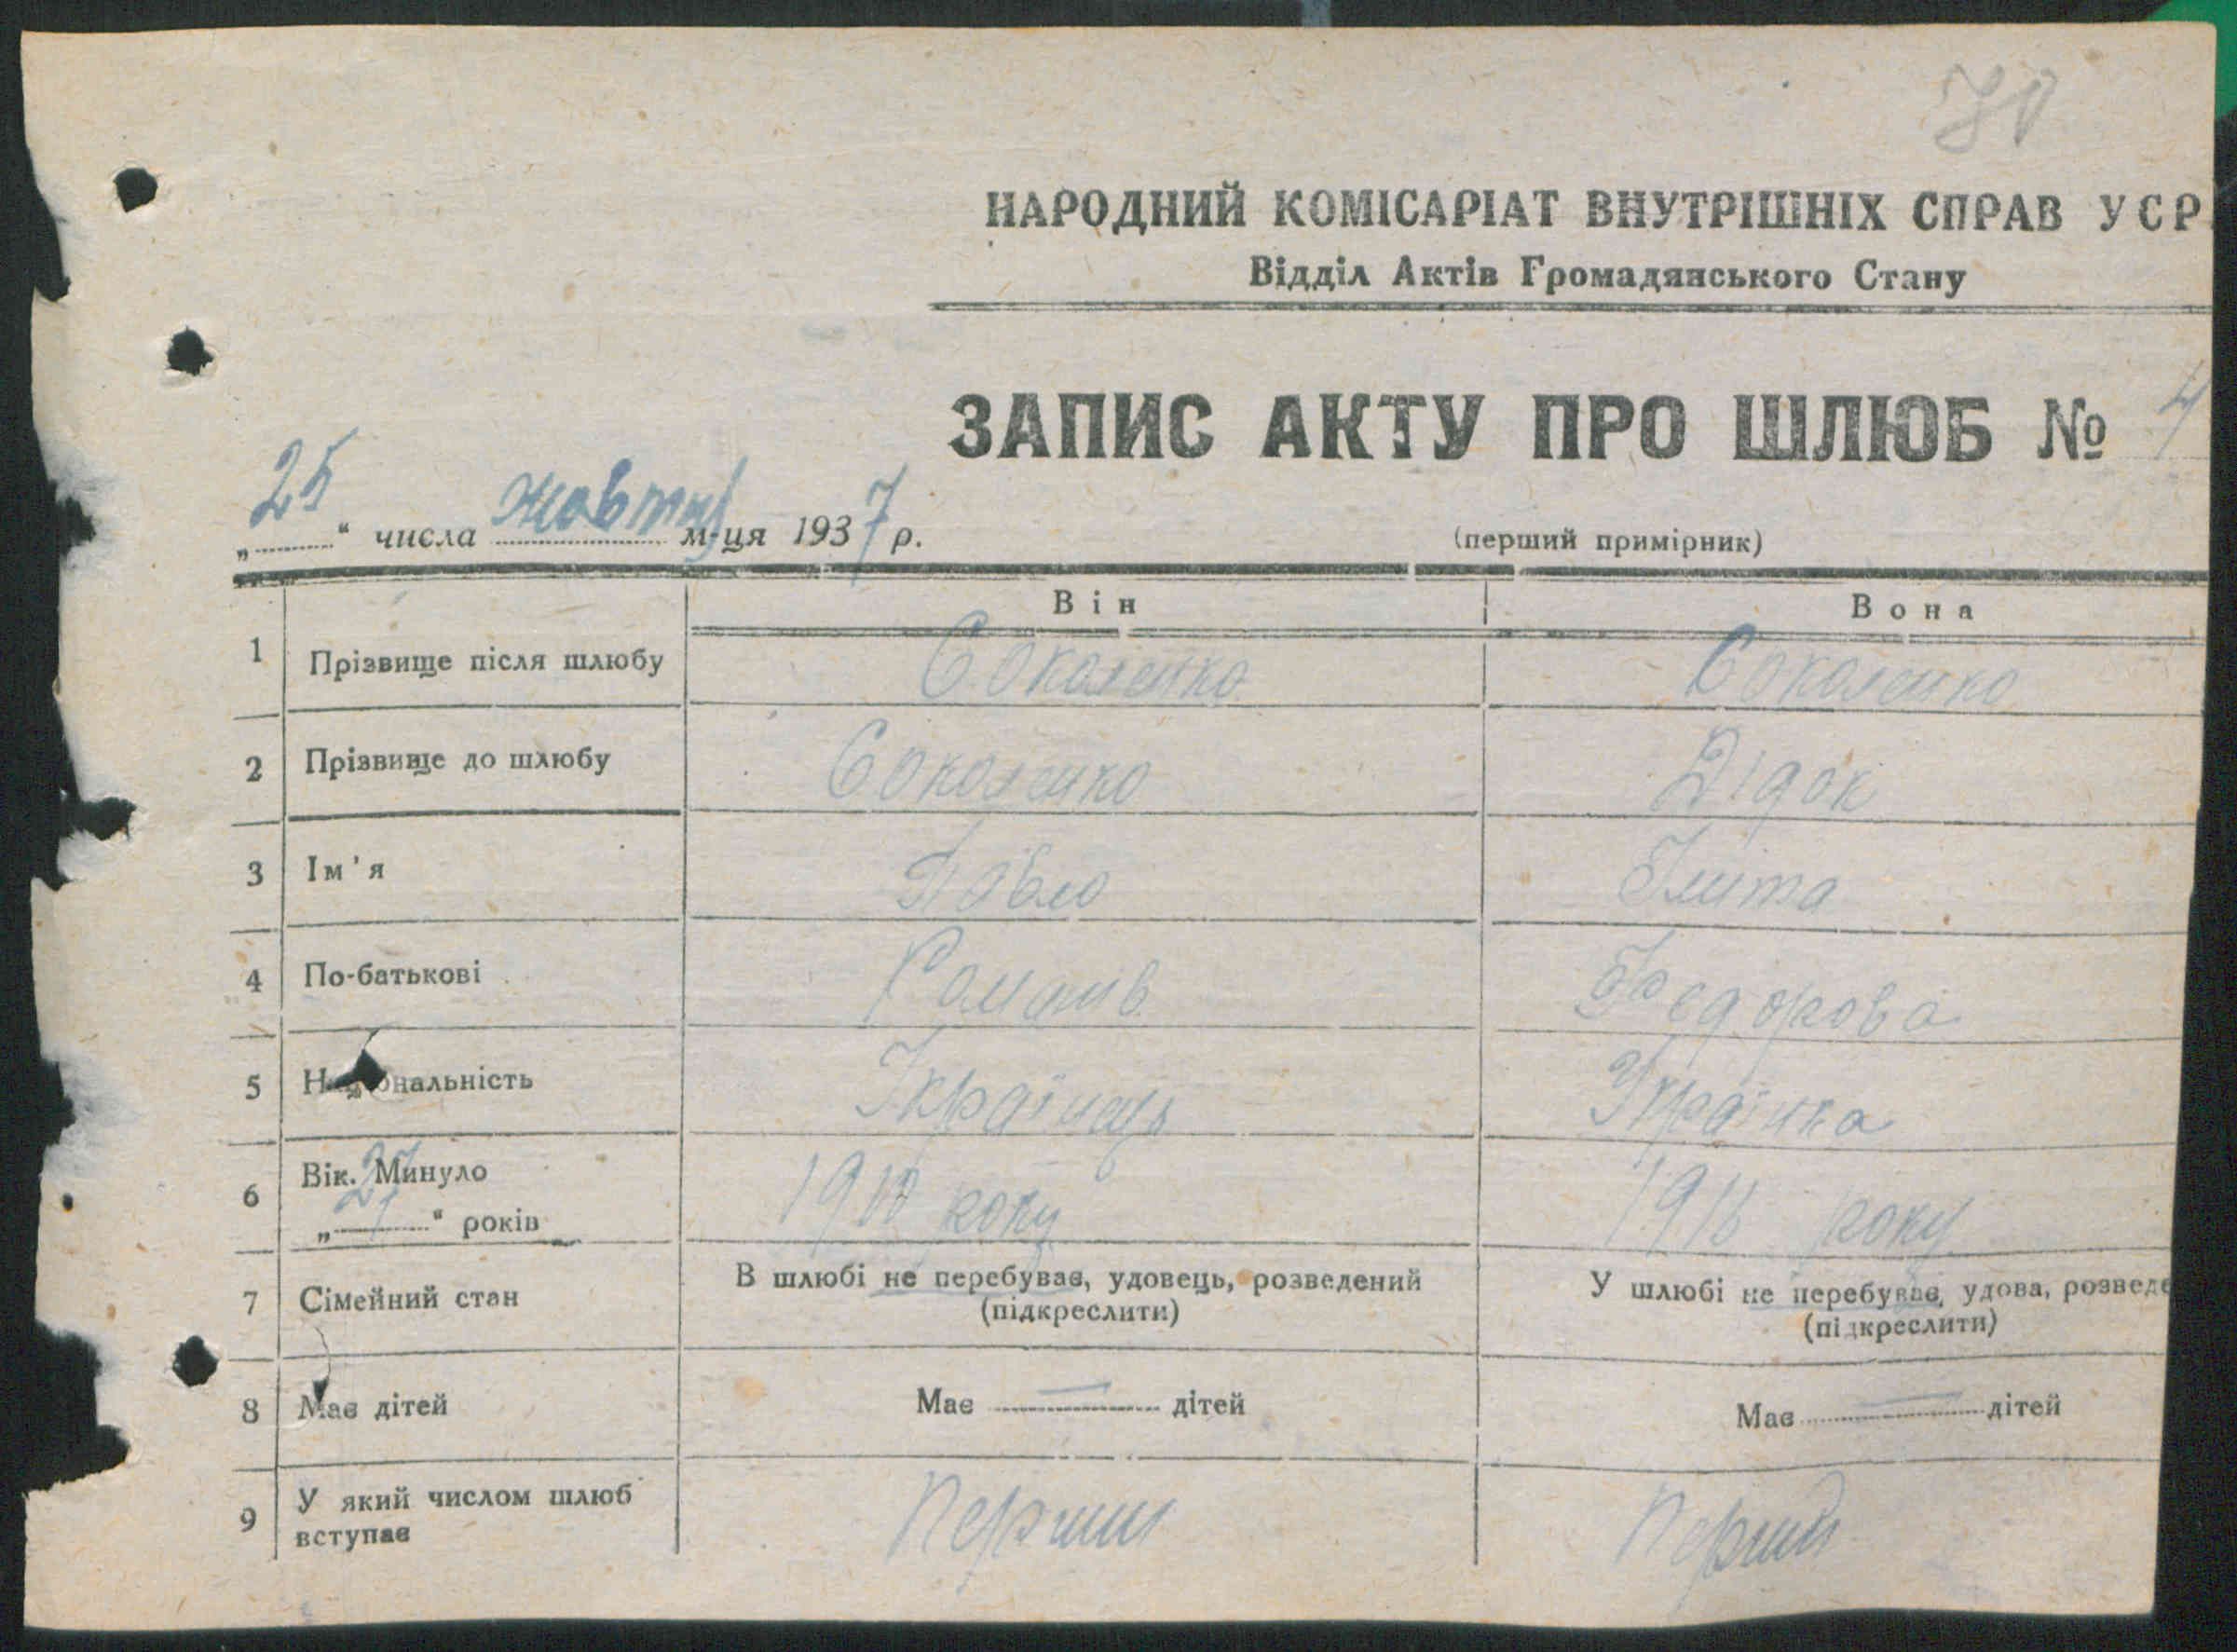 70
НАРОДНИЙ КОМІСАРІАТ ВНУТРІШНІХ СПРАВ УСР
Відділ Актів Громадянського Стану
ЗАПИС АКТУ ПРО ШЛЮБ № 4
„25“ числа жовтня м-ця 1937 р.
(перший примірник)
Він Вона
1 Прізвище після шлюбу Соколенко Соколенко
2 Прізвище до шлюбу Соколенко Дідок
3 Ім'я Павло
4 По-батькові Романів Федорова
5 Національність Українець Українка
6 Вік. Минуло „27“ років 1910 року 1916 року
7 Сімейний стан В шлюбі не перебував, удовець, розведений (підкреслити) У шлюбі не перебував, удова, розведе (підкреслити)
8 Має дітей Має — дітей Має — дітей
9 У який числом шлюб вступає Перший Перший